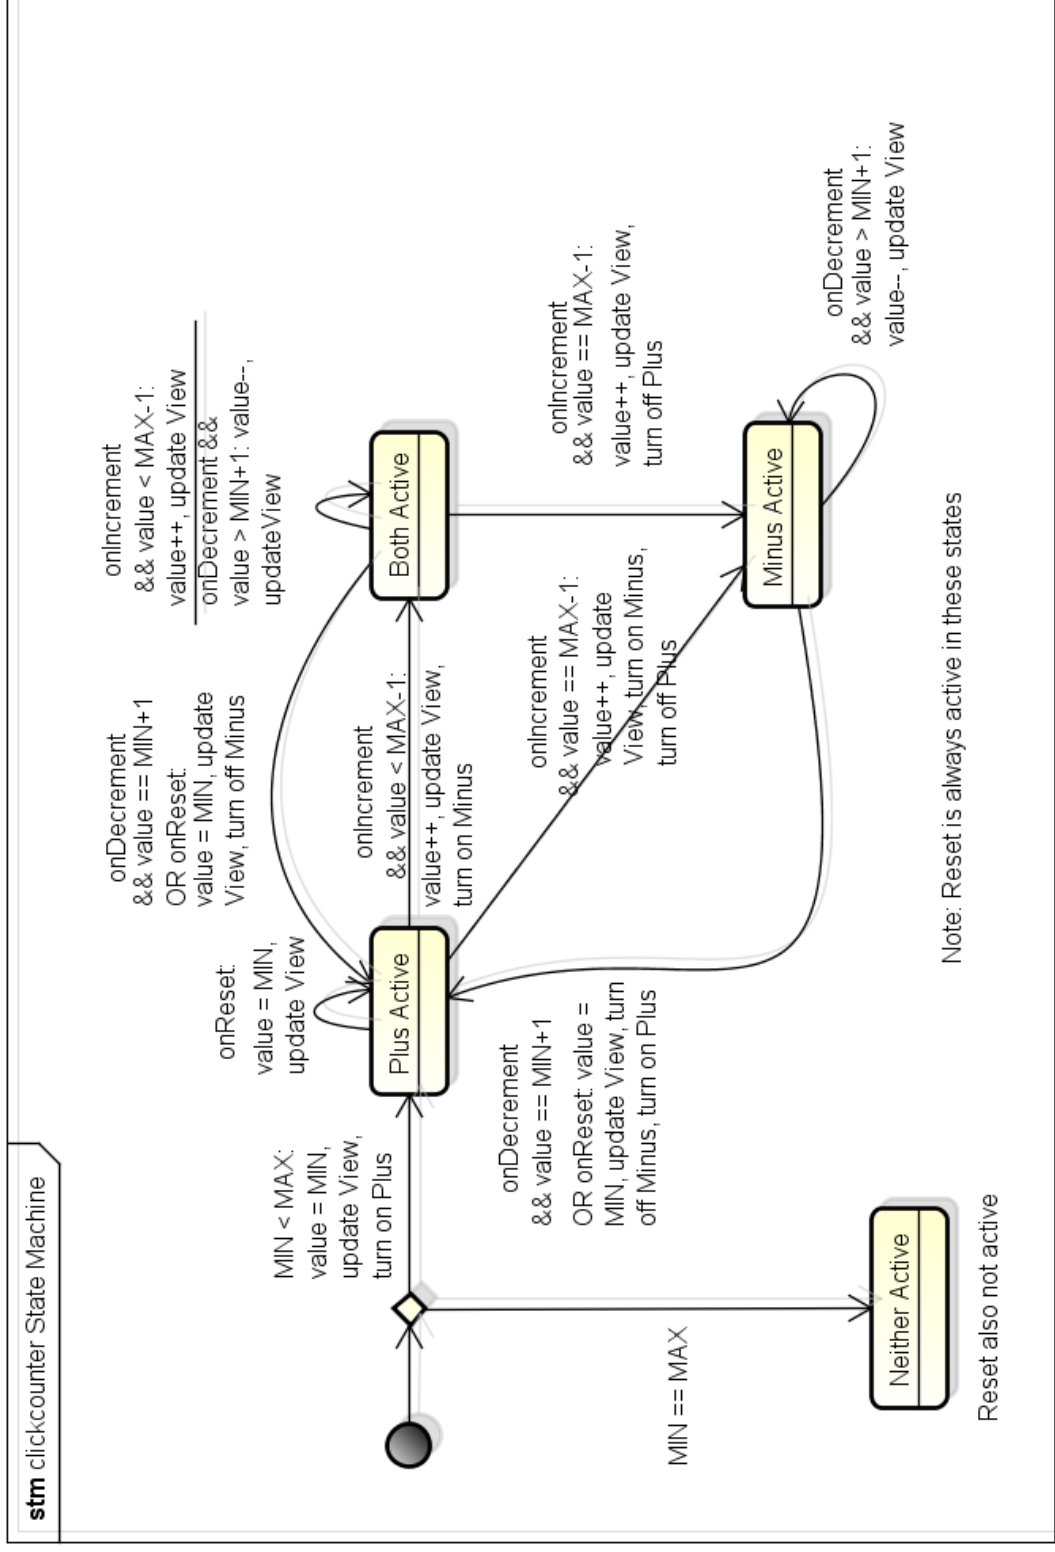 stm clickcounter State Machine
MIN < MAX:
value = MIN,
update View,
turn on Plus
onReset:
value = MIN,
update View
onDecrement
&& value == MIN+1
OR onReset:
value = MIN, update
View, turn off Minus
onIncrement
&& value < MAX-1:
value++, update View
onDecrement &&
value > MIN+1: value--,
updateView
Plus Active
onIncrement
&& value < MAX-1:
value++, update View,
turn on Minus
Both Active
onIncrement
&& value == MAX-1:
value++, update
View, turn on Minus,
turn off Plus
onIncrement
&& value == MAX-1:
value++, update View,
turn off Plus
MIN == MAX
onDecrement
&& value == MIN+1
OR onReset: value =
MIN, update View, turn
off Minus, turn on Plus
Minus Active
onDecrement
&& value > MIN+1:
value--, update View
Neither Active
Reset also not active
Note: Reset is always active in these states